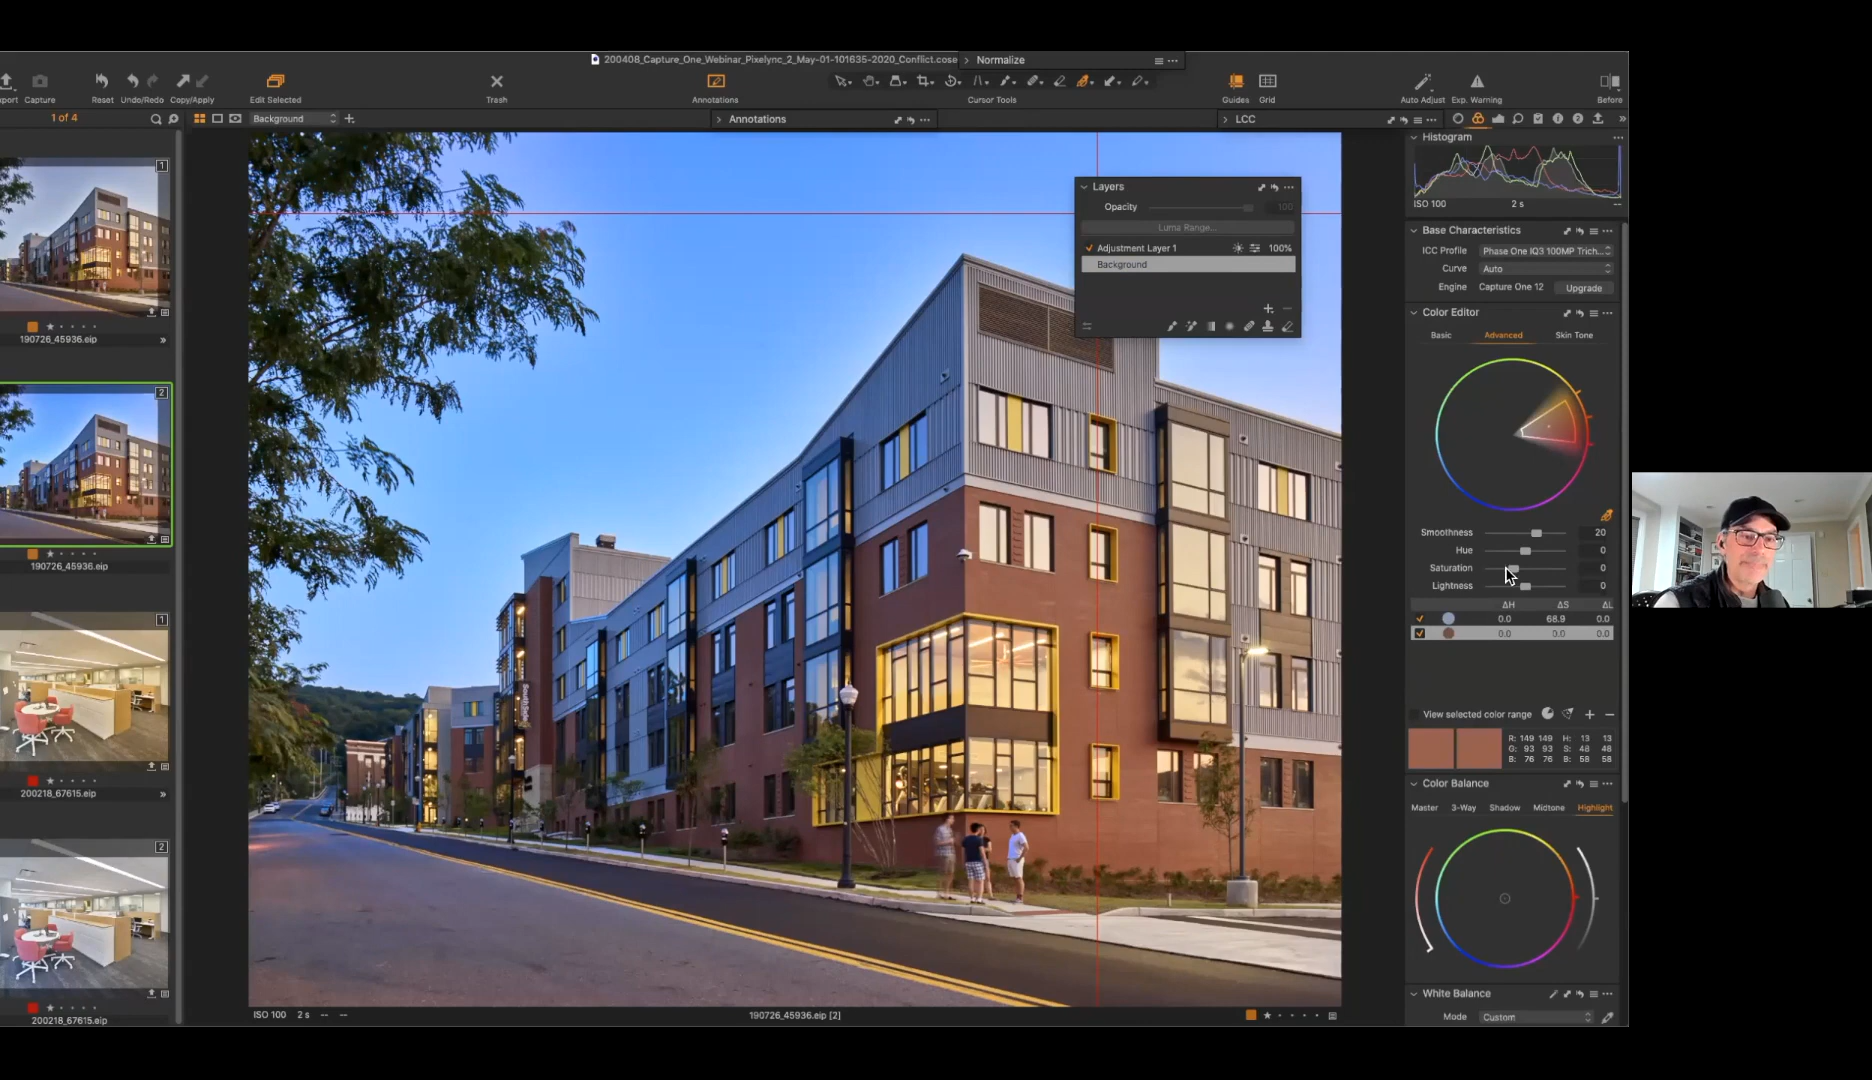 200408_Capture_One_Webinar_Pixelync_2_May-01-101635-2020_Conflict.cose
Normalize
port Capture Reset Undo/Redo Copy/Apply Edit Selected Trash Annotations Cursor Tools Guides Grid Auto Adjust Exp. Warning Before
1 of 4
Background
Annotations
LCC
Histogram
ISO 100 2 s --
Base Characteristics
ICC Profile Phase One IQ3 100MP Trich...
Curve Auto
Engine Capture One 12 Upgrade
Color Editor
Basic Advanced Skin Tone
Smoothness 20
Hue 0
Saturation 0
Lightness 0
ΔH ΔS ΔL
0.0 68.9 0.0
0.0 0.0 0.0
View selected color range
R: 149 149 H: 13 13
G: 93 93 S: 48 48
B: 76 76 B: 58 58
Color Balance
Master 3-Way Shadow Midtone Highlight
White Balance
Mode Custom
Layers
Opacity 100
Luma Range...
Adjustment Layer 1 100%
Background
1
190726_45936.eip
2
190726_45936.eip
1
200218_67615.eip
2
200218_67615.eip
SouthSide
ISO 100 2 s -- --
190726_45936.eip [2]